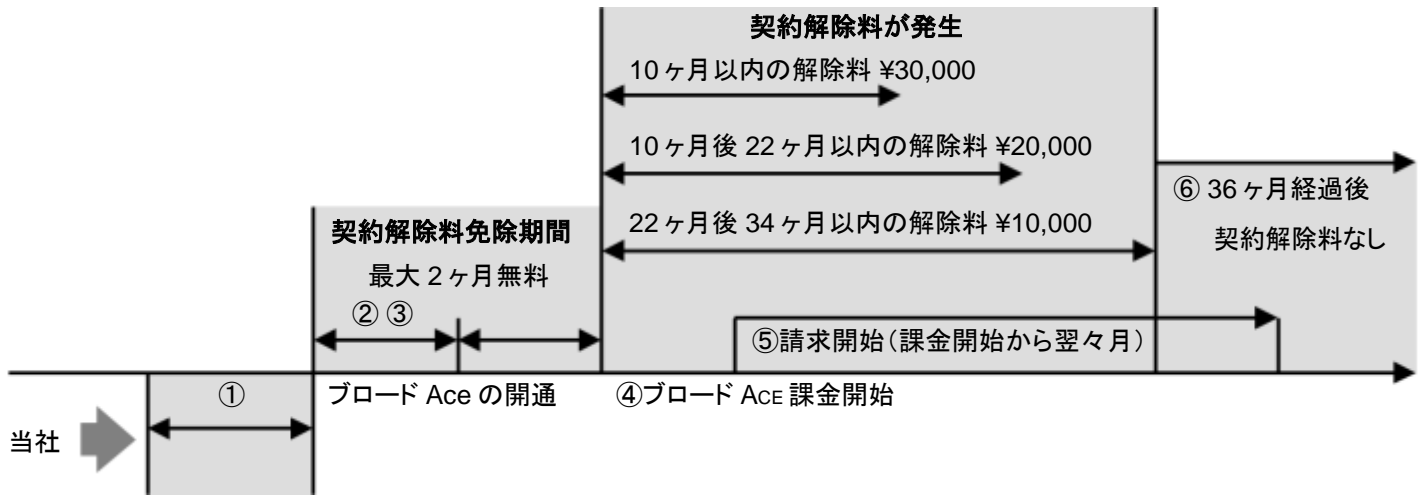 契約解除料が発生
10ヶ月以内の解除料 ¥30,000
10ヶ月後 22ヶ月以内の解除料 ¥20,000
22ヶ月後 34ヶ月以内の解除料 ¥10,000
⑥ 36ヶ月経過後
契約解除料なし
契約解除料免除期間
最大 2ヶ月無料
② ③
⑤請求開始(課金開始から翌々月)
①
ブロード Ace の開通
④ブロード ACE 課金開始
当社